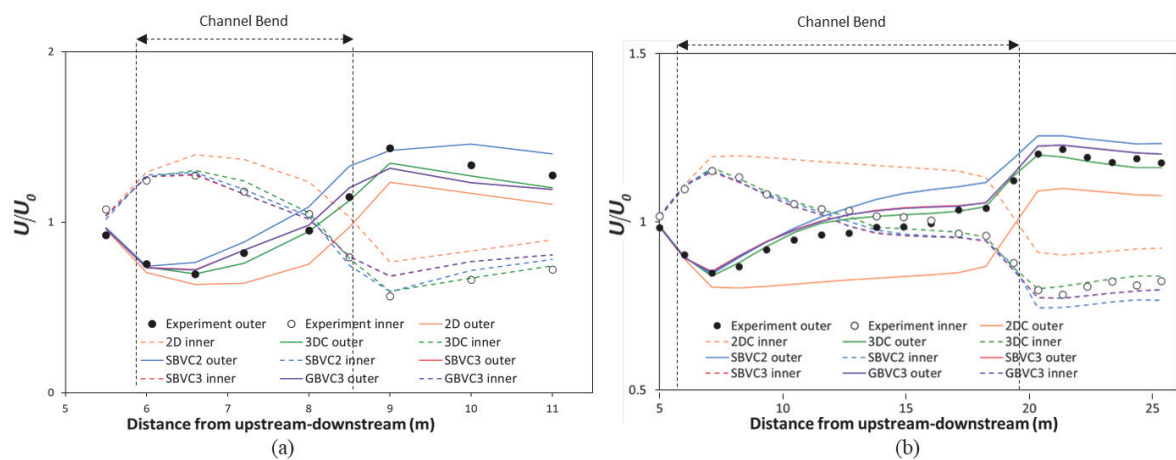 Channel Bend
2
1
0
U/U0
Experiment outer Experiment inner 2D outer
2D inner 3DC outer 3DC inner
SBVC2 outer SBVC2 inner SBVC3 outer
SBVC3 inner GBVC3 outer GBVC3 inner
5 6 7 8 9 10 11
Distance from upstream-downstream (m)
(a)
Channel Bend
1.5
1
0.5
U/U0
Experiment outer Experiment inner 2DC outer
2DC inner 3DC outer 3DC inner
SBVC2 outer SBVC2 inner SBVC3 outer
SBVC3 inner GBVC3 outer GBVC3 inner
5 10 15 20 25
Distance from upstream-downstream (m)
(b)